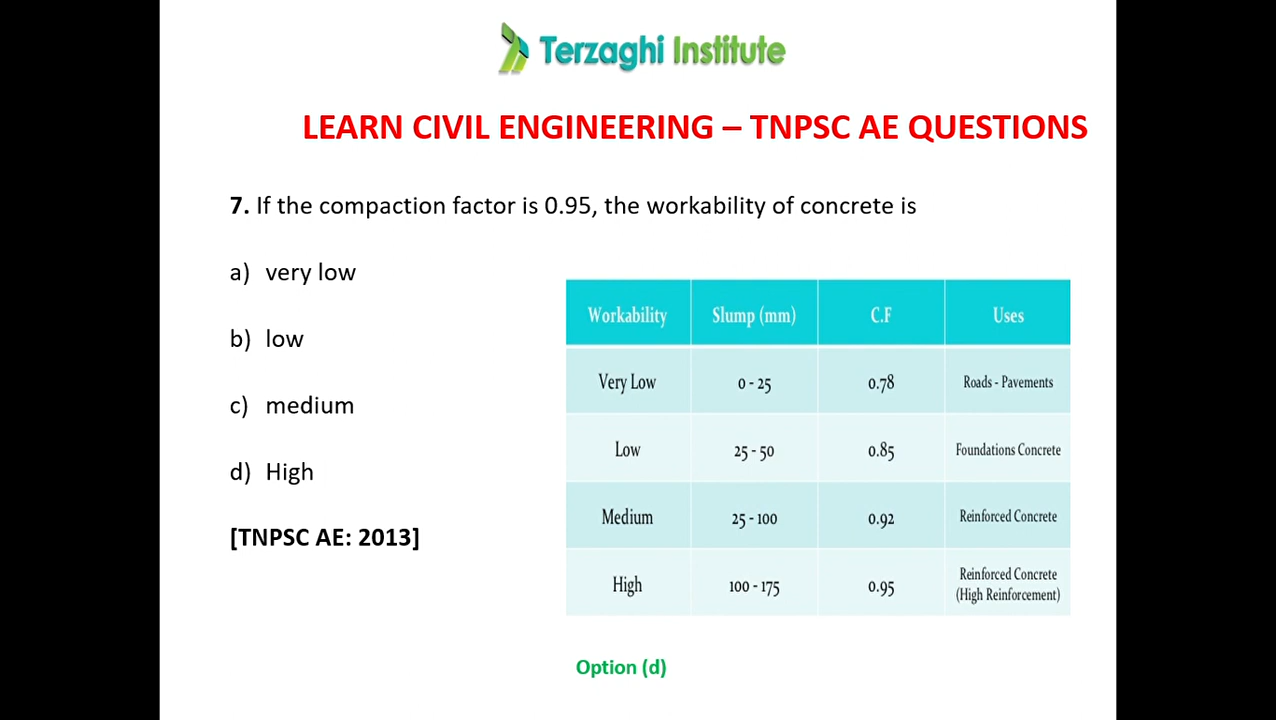 Terzaghi Institute
LEARN CIVIL ENGINEERING – TNPSC AE QUESTIONS
7. If the compaction factor is 0.95, the workability of concrete is
a) very low
b) low
c) medium
d) High
[TNPSC AE: 2013]
Workability Slump (mm) C.F Uses
Very Low 0 - 25 0.78 Roads - Pavements
Low 25 - 50 0.85 Foundations Concrete
Medium 25 - 100 0.92 Reinforced Concrete
High 100 - 175 0.95 Reinforced Concrete
(High Reinforcement)
Option (d)